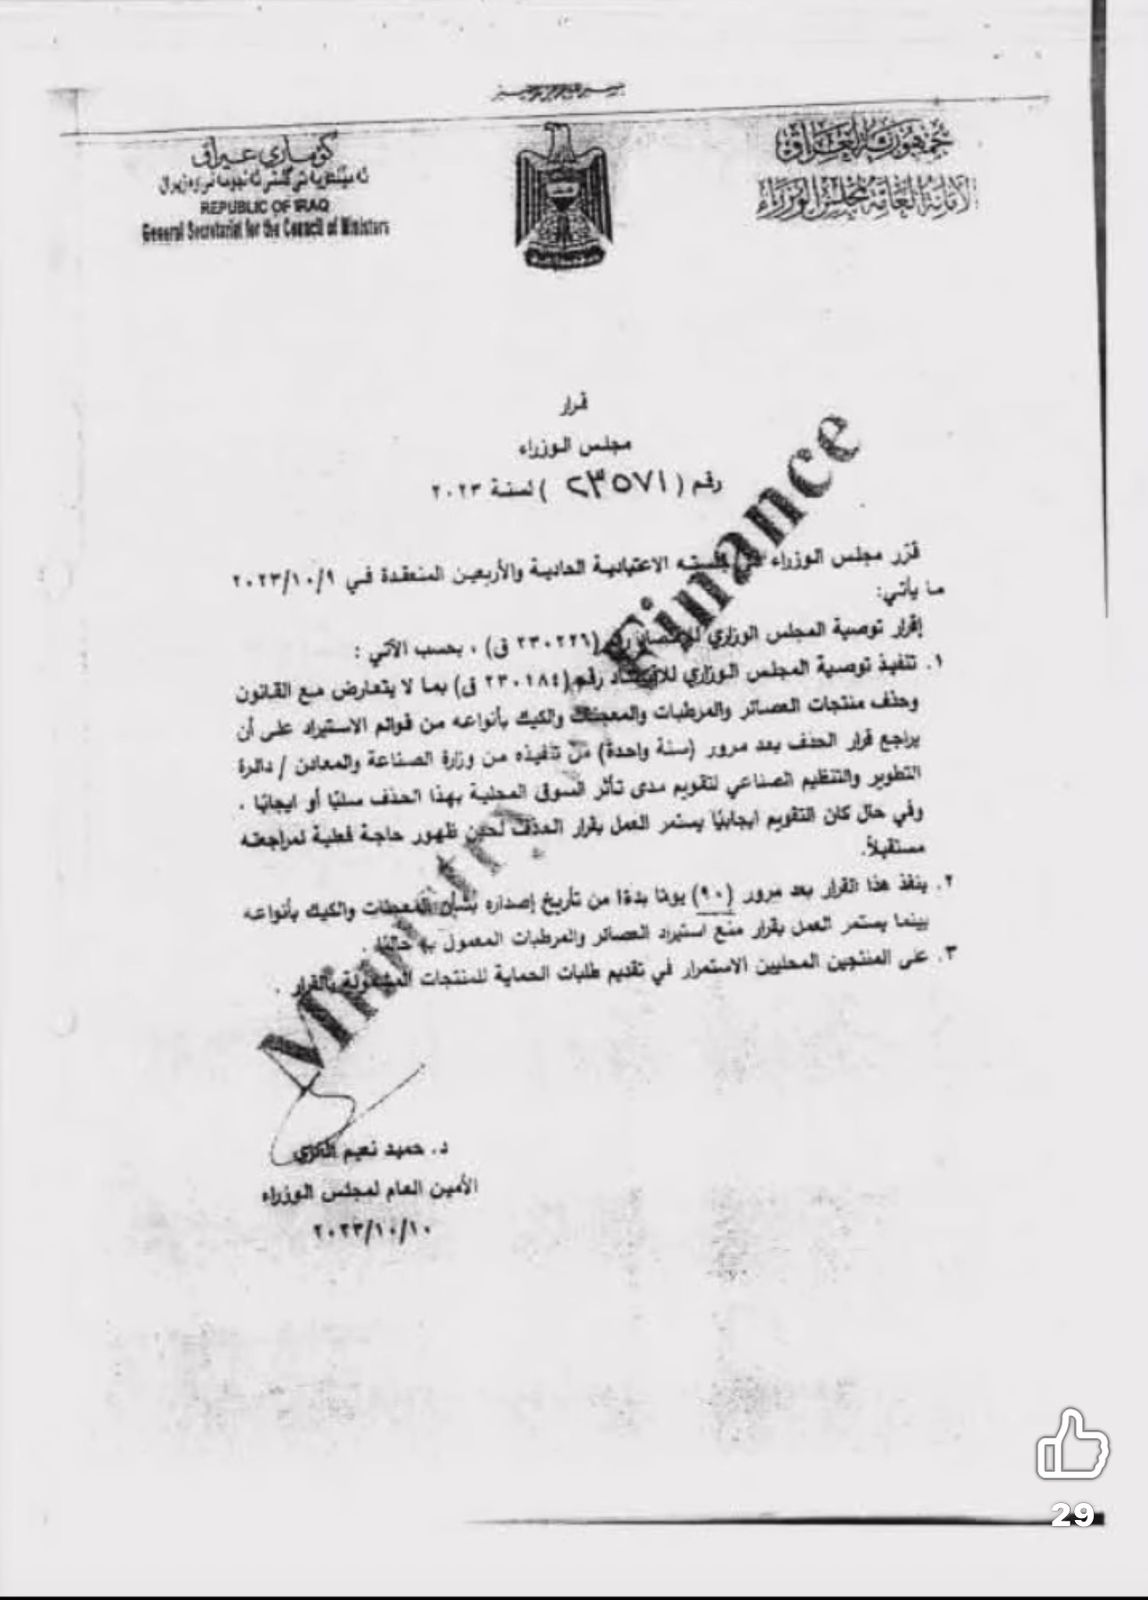 جمهورية العراق
الأمانة العامة لمجلس الوزراء
كوماري عيراق
REPUBLIC OF IRAQ
General Secretariat for the Council of Ministers
قرار
مجلس الوزراء
رقم ( ٢٣٥٧١ ) لسنة ٢٠٢٣
قرّر مجلس الوزراء في جلسته الاعتيادية الحادية والأربعين المنعقدة في ٢٠٢٣/١٠/٩
ما يأتي:
إقرار توصية المجلس الوزاري للاقتصاد رقم (٢٣٠٢٢٦ ق) ، بحسب الآتي :
١. تنفيذ توصية المجلس الوزاري للاقتصاد رقم (٢٣٠١٨٤ ق) بما لا يتعارض مع القانون
وحذف منتجات العصائر والمرطبات والمعجنات والكيك بأنواعه من قوائم الاستيراد على أن
يراجع قرار الحذف بعد مرور (سنة واحدة) من تنفيذه من وزارة الصناعة والمعادن / دائرة
التطوير والتنظيم الصناعي لتقويم مدى تأثر السوق المحلية بهذا الحذف سلبًا أو ايجابًا .
وفي حال كان التقويم ايجابيًا يستمر العمل بقرار الحذف لحين ظهور حاجة فعلية لمراجعته
مستقبلاً.
٢. ينفذ هذا القرار بعد مرور (٩٠) يومًا بدءًا من تأريخ إصداره بشأن المعجنات والكيك بأنواعه
بينما يستمر العمل بقرار منع استيراد العصائر والمرطبات المعمول به حاليًا .
٣. على المنتجين المحليين الاستمرار في تقديم طلبات الحماية للمنتجات المشمولة بالقرار .
Ministry Finance
د. حميد نعيم الغزي
الأمين العام لمجلس الوزراء
٢٠٢٣/١٠/١٠
29